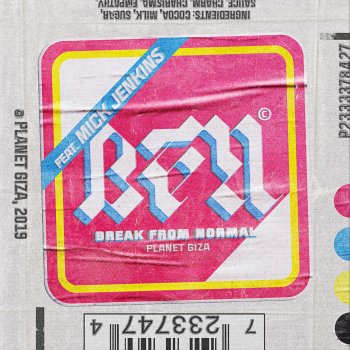 INGREDIENTS: COCOA, MILK, SUGAR,
SAUCE, CHARM, CHARISMA, EMPATHY.
FEAT. MICK JENKINS
BFN
©
BREAK FROM NORMAL
PLANET GIZA
@ PLANET GIZA, 2019
P2333378427
7 233747 4